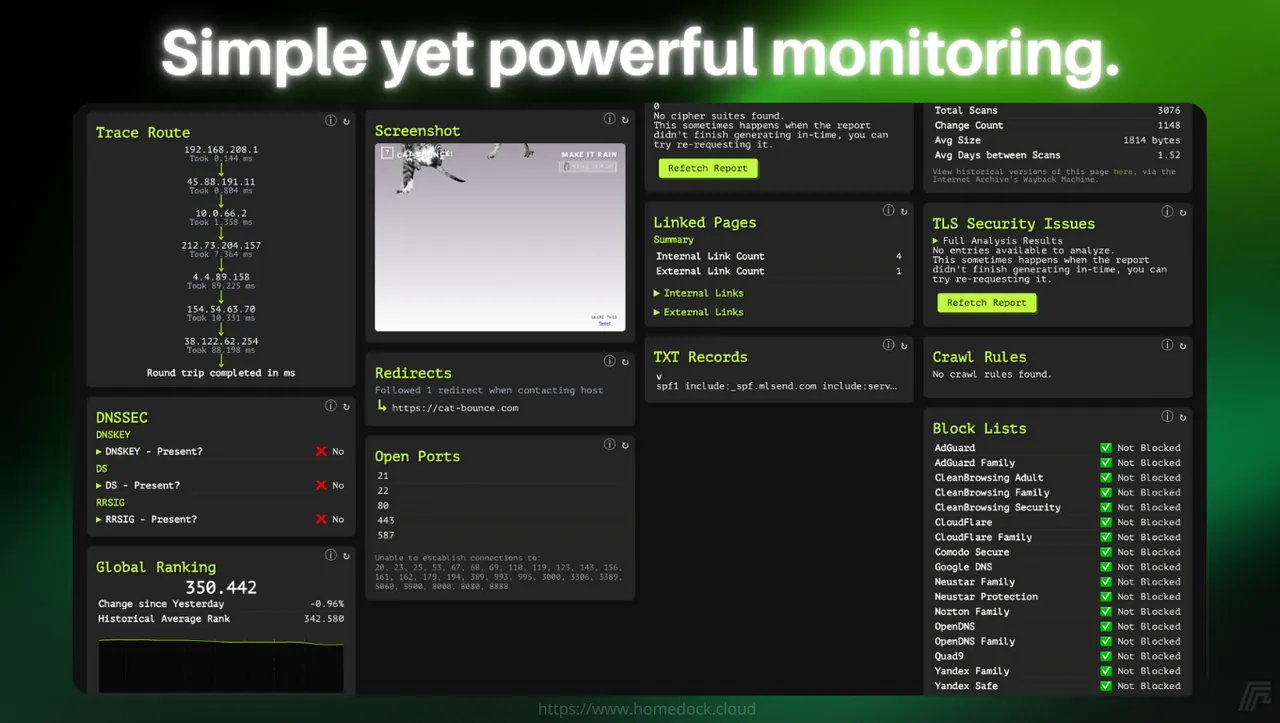 Simple yet powerful monitoring.
Trace Route
192.168.208.1
Took 0.144 ms
45.88.191.11
Took 0.804 ms
10.0.66.2
Took 1.358 ms
212.73.204.157
Took 7.364 ms
4.4.89.158
Took 89.225 ms
154.54.63.70
Took 10.331 ms
38.122.62.254
Took 88.198 ms
Round trip completed in ms
DNSSEC
DNSKEY
DNSKEY - Present? ❌ No
DS
DS - Present? ❌ No
RRSIG
RRSIG - Present? ❌ No
Global Ranking
350.442
Change since Yesterday -0.96%
Historical Average Rank 342.580
Screenshot
? CAT BOUNCE!
MAKE IT RAIN
SHARE THIS
Tweet
Redirects
Followed 1 redirect when contacting host
https://cat-bounce.com
Open Ports
21
22
80
443
587
Unable to establish connections to:
20, 23, 25, 53, 67, 68, 69, 110, 119, 123, 143, 156,
161, 162, 179, 194, 389, 993, 995, 3000, 3306, 3389,
5060, 5900, 8000, 8080, 8888
0
No cipher suites found.
This sometimes happens when the report
didn't finish generating in-time, you can
try re-requesting it.
Refetch Report
Linked Pages
Summary
Internal Link Count 4
External Link Count 1
Internal Links
External Links
TXT Records
v
spf1 include:_spf.mlsend.com include:serv…
Total Scans 3076
Change Count 1148
Avg Size 1814 bytes
Avg Days between Scans 1.52
View historical versions of this page here, via the
Internet Archive's Wayback Machine.
TLS Security Issues
Full Analysis Results
No entries available to analyze.
This sometimes happens when the report
didn't finish generating in-time, you can
try re-requesting it.
Refetch Report
Crawl Rules
No crawl rules found.
Block Lists
AdGuard ✅ Not Blocked
AdGuard Family ✅ Not Blocked
CleanBrowsing Adult ✅ Not Blocked
CleanBrowsing Family ✅ Not Blocked
CleanBrowsing Security ✅ Not Blocked
CloudFlare ✅ Not Blocked
CloudFlare Family ✅ Not Blocked
Comodo Secure ✅ Not Blocked
Google DNS ✅ Not Blocked
Neustar Family ✅ Not Blocked
Neustar Protection ✅ Not Blocked
Norton Family ✅ Not Blocked
OpenDNS ✅ Not Blocked
OpenDNS Family ✅ Not Blocked
Quad9 ✅ Not Blocked
Yandex Family ✅ Not Blocked
Yandex Safe ✅ Not Blocked
https://www.homedock.cloud